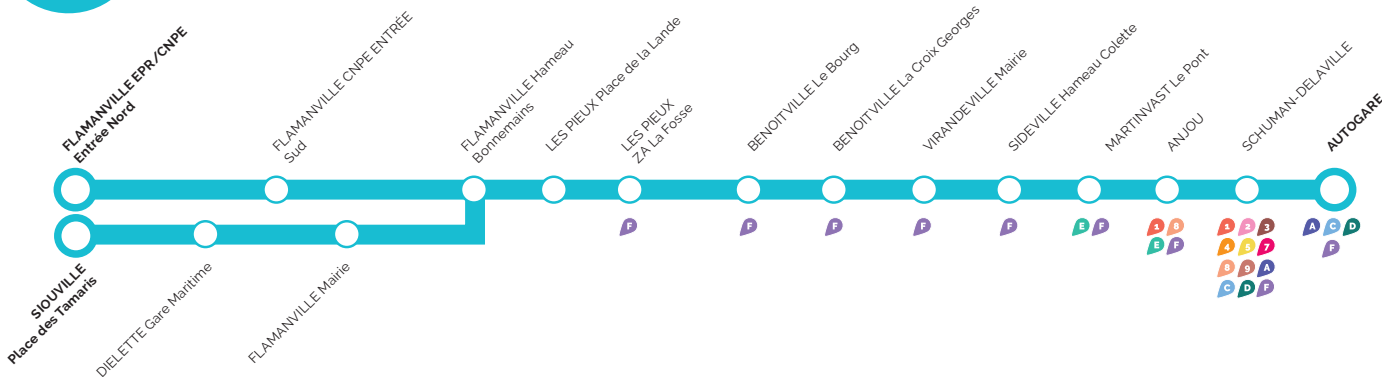 FLAMANVILLE EPR/CNPE
Entrée Nord
FLAMANVILLE CNPE ENTRÉE
Sud
FLAMANVILLE Hameau
Bonnemains
LES PIEUX Place de la Lande
LES PIEUX
ZA La Fosse
BENOITVILLE Le Bourg
BENOITVILLE La Croix Georges
VIRANDEVILLE Mairie
SIDEVILLE Hameau Colette
MARTINVAST Le Pont
ANJOU
SCHUMAN-DELAVILLE
AUTOGARE
F
F
F
F
F
E F
1 8
E F
1 2 3
4 5 7
8 9 A
C D F
A C D
F
SIOUVILLE
Place des Tamaris
DIELETTE Gare Maritime
FLAMANVILLE Mairie